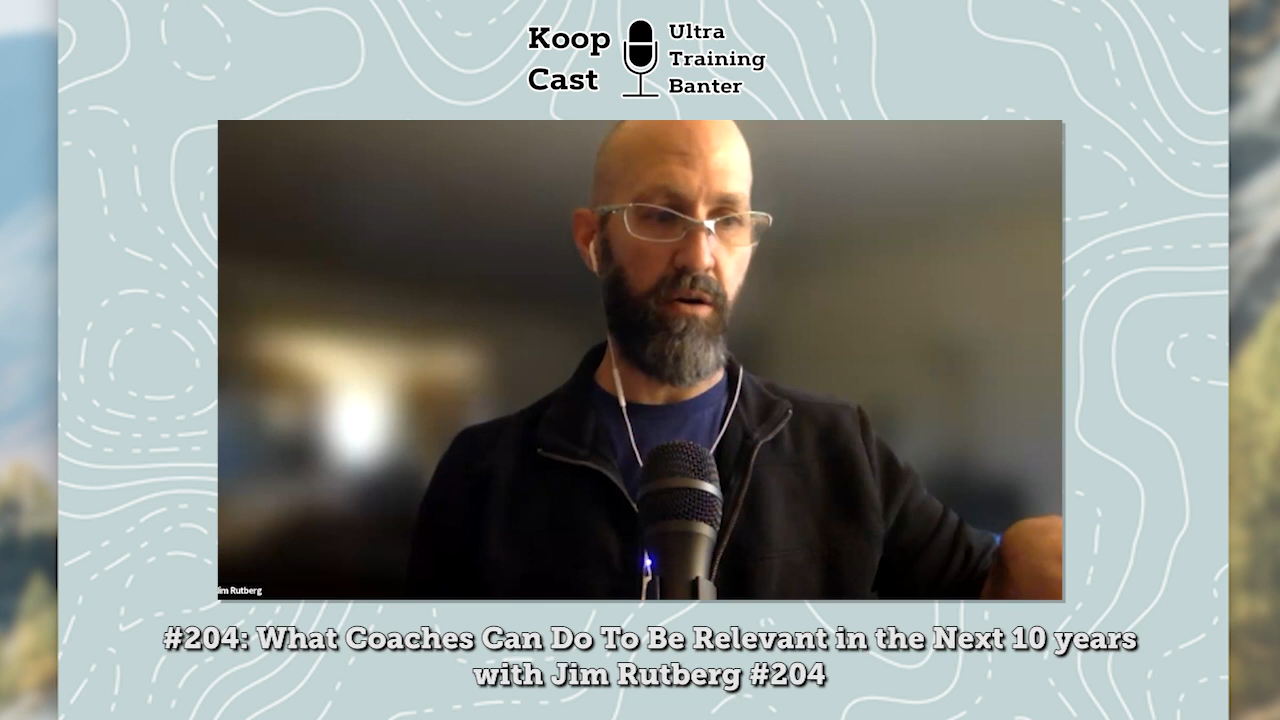 Koop
Cast
Ultra
Training
Banter
im Rutberg
#204: What Coaches Can Do To Be Relevant in the Next 10 years
with Jim Rutberg #204